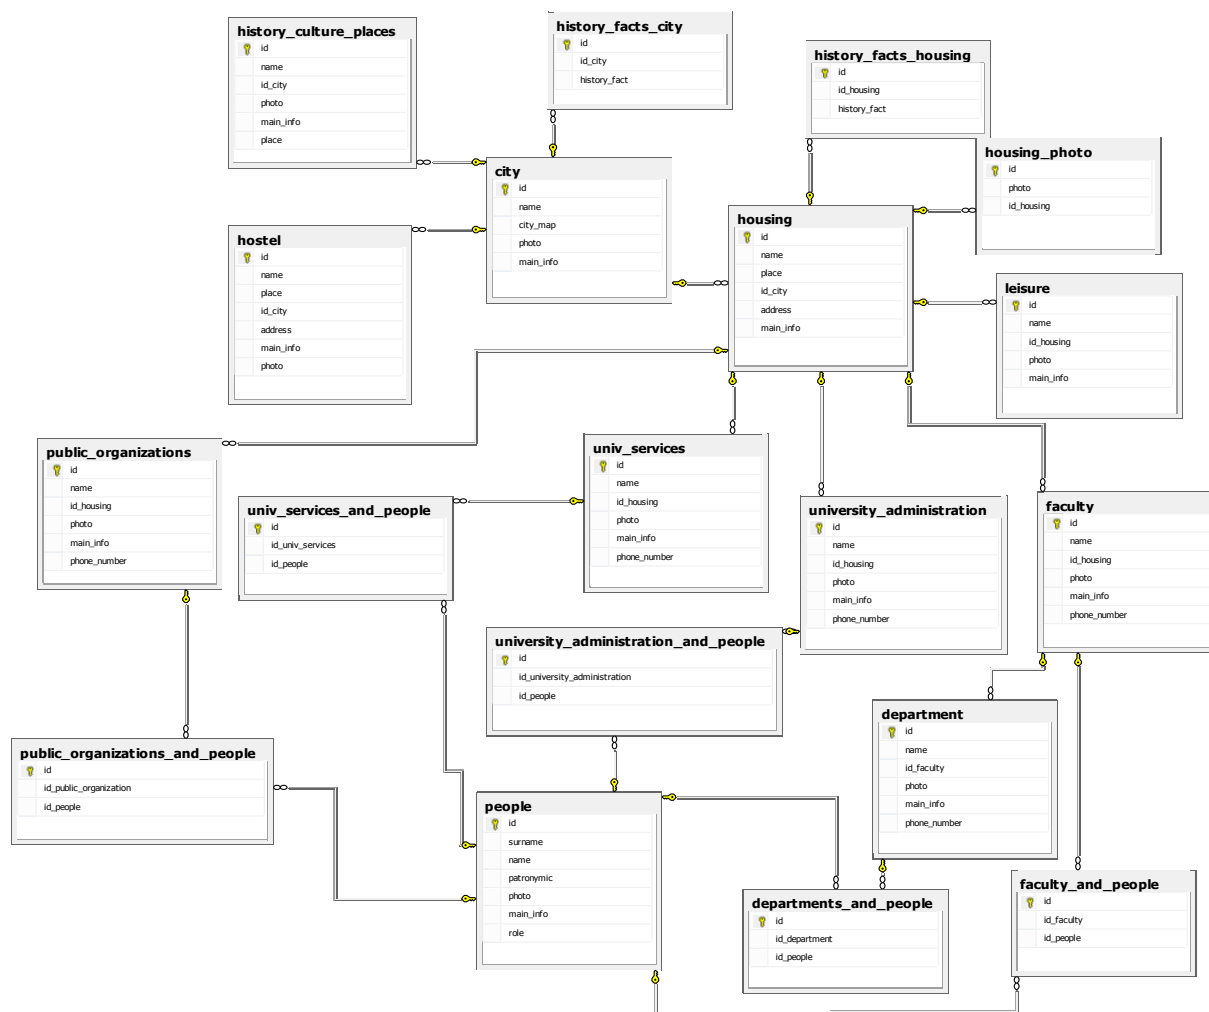 history_culture_places
id
name
id_city
photo
main_info
place
history_facts_city
id
id_city
history_fact
history_facts_housing
id
id_housing
history_fact
housing_photo
id
photo
id_housing
city
id
name
city_map
photo
main_info
housing
id
name
place
id_city
address
main_info
hostel
id
name
place
id_city
address
main_info
photo
leisure
id
name
id_housing
photo
main_info
public_organizations
id
name
id_housing
photo
main_info
phone_number
univ_services
id
name
id_housing
photo
main_info
phone_number
univ_services_and_people
id
id_univ_services
id_people
university_administration
id
name
id_housing
photo
main_info
phone_number
faculty
id
name
id_housing
photo
main_info
phone_number
university_administration_and_people
id
id_university_administration
id_people
department
id
name
id_faculty
photo
main_info
phone_number
public_organizations_and_people
id
id_public_organization
id_people
people
id
surname
name
patronymic
photo
main_info
role
departments_and_people
id
id_department
id_people
faculty_and_people
id
id_faculty
id_people